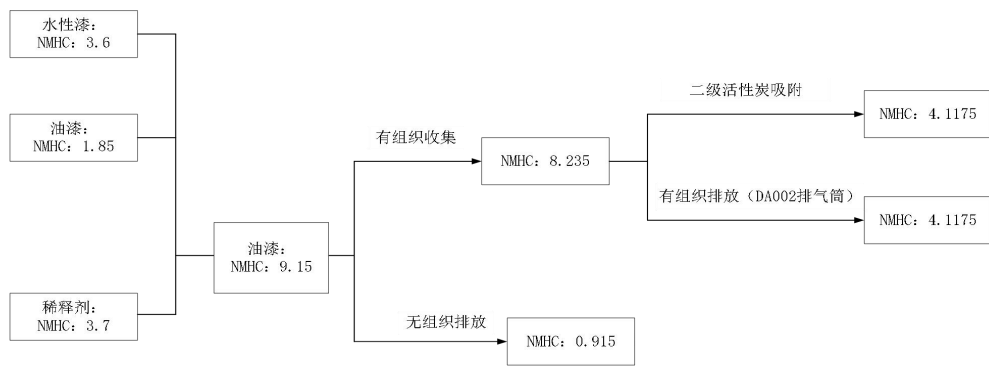 水性漆：
NMHC：3.6
油漆：
NMHC：1.85
稀释剂：
NMHC：3.7
油漆：
NMHC：9.15
有组织收集
NMHC：8.235
无组织排放
NMHC：0.915
二级活性炭吸附
NMHC：4.1175
有组织排放（DA002排气筒）
NMHC：4.1175